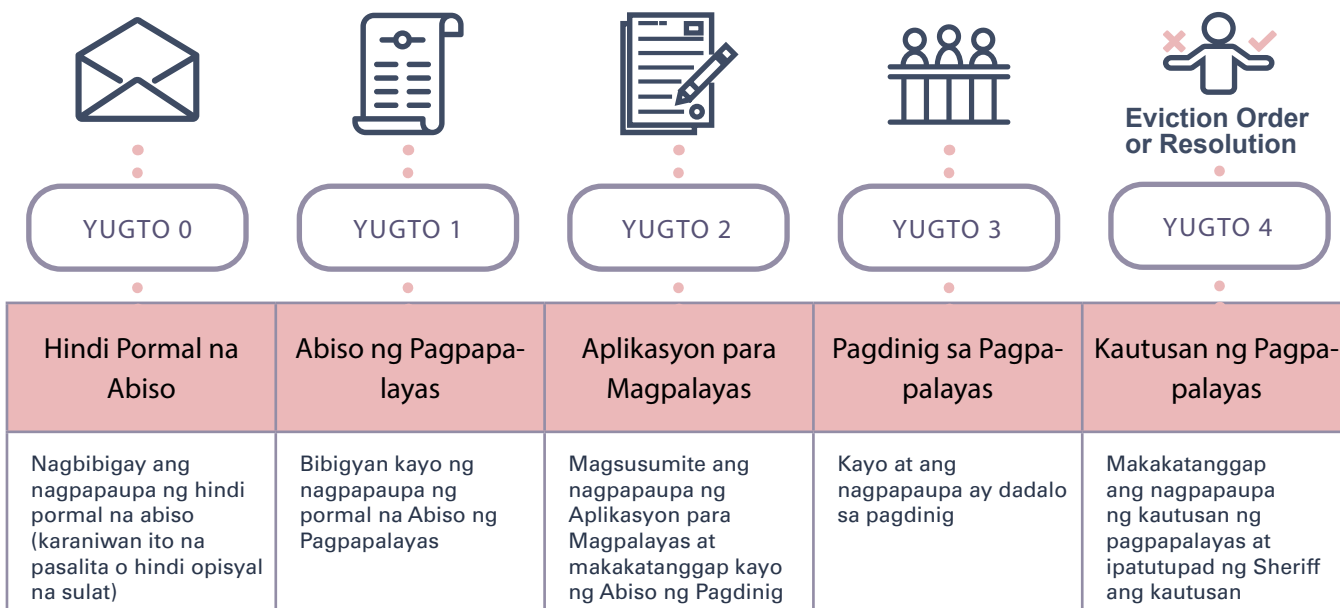 Eviction Order
or Resolution
YUGTO 0
YUGTO 1
YUGTO 2
YUGTO 3
YUGTO 4
Hindi Pormal na
Abiso
Abiso ng Pagpapa-
layas
Aplikasyon para
Magpalayas
Pagdinig sa Pagpa-
palayas
Kautusan ng Pagpa-
palayas
Nagbibigay ang
nagpapaupa ng hindi
pormal na abiso
(karaniwan ito na
pasalita o hindi opisyal
na sulat)
Bibigyan kayo ng
nagpapaupa ng
pormal na Abiso ng
Pagpapalayas
Magsusumite ang
nagpapaupa ng
Aplikasyon para
Magpalayas at
makakatanggap kayo
ng Abiso ng Pagdinig
Kayo at ang
nagpapaupa ay dadalo
sa pagdinig
Makakatanggap
ang nagpapaupa
ng kautusan ng
pagpapalayas at
ipatutupad ng Sheriff
ang kautusan